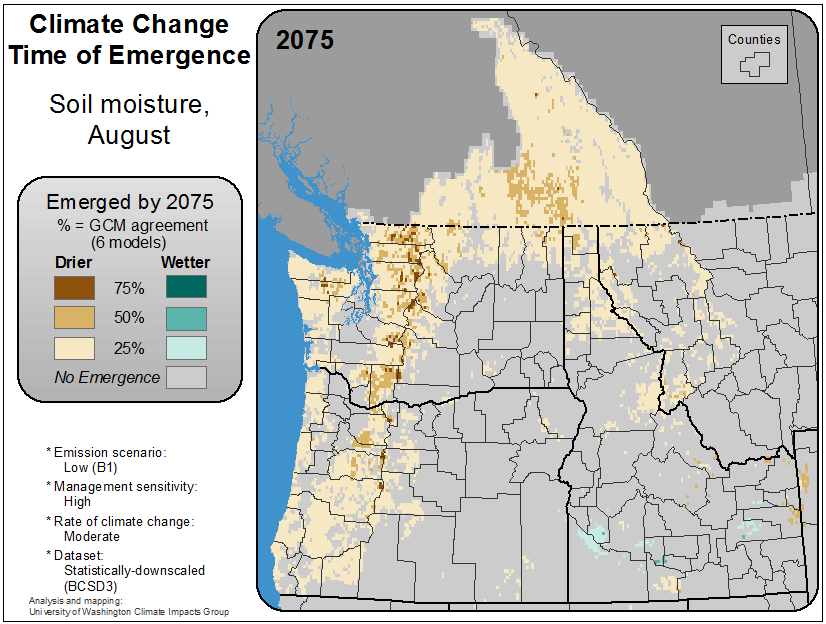 Climate Change
Time of Emergence
Soil moisture,
August
Emerged by 2075
% = GCM agreement
(6 models)
Drier Wetter
75%
50%
25%
No Emergence
* Emission scenario:
Low (B1)
* Management sensitivity:
High
* Rate of climate change:
Moderate
* Dataset:
Statistically-downscaled
(BCSD3)
Analysis and mapping:
University of Washington Climate Impacts Group
2075
Counties